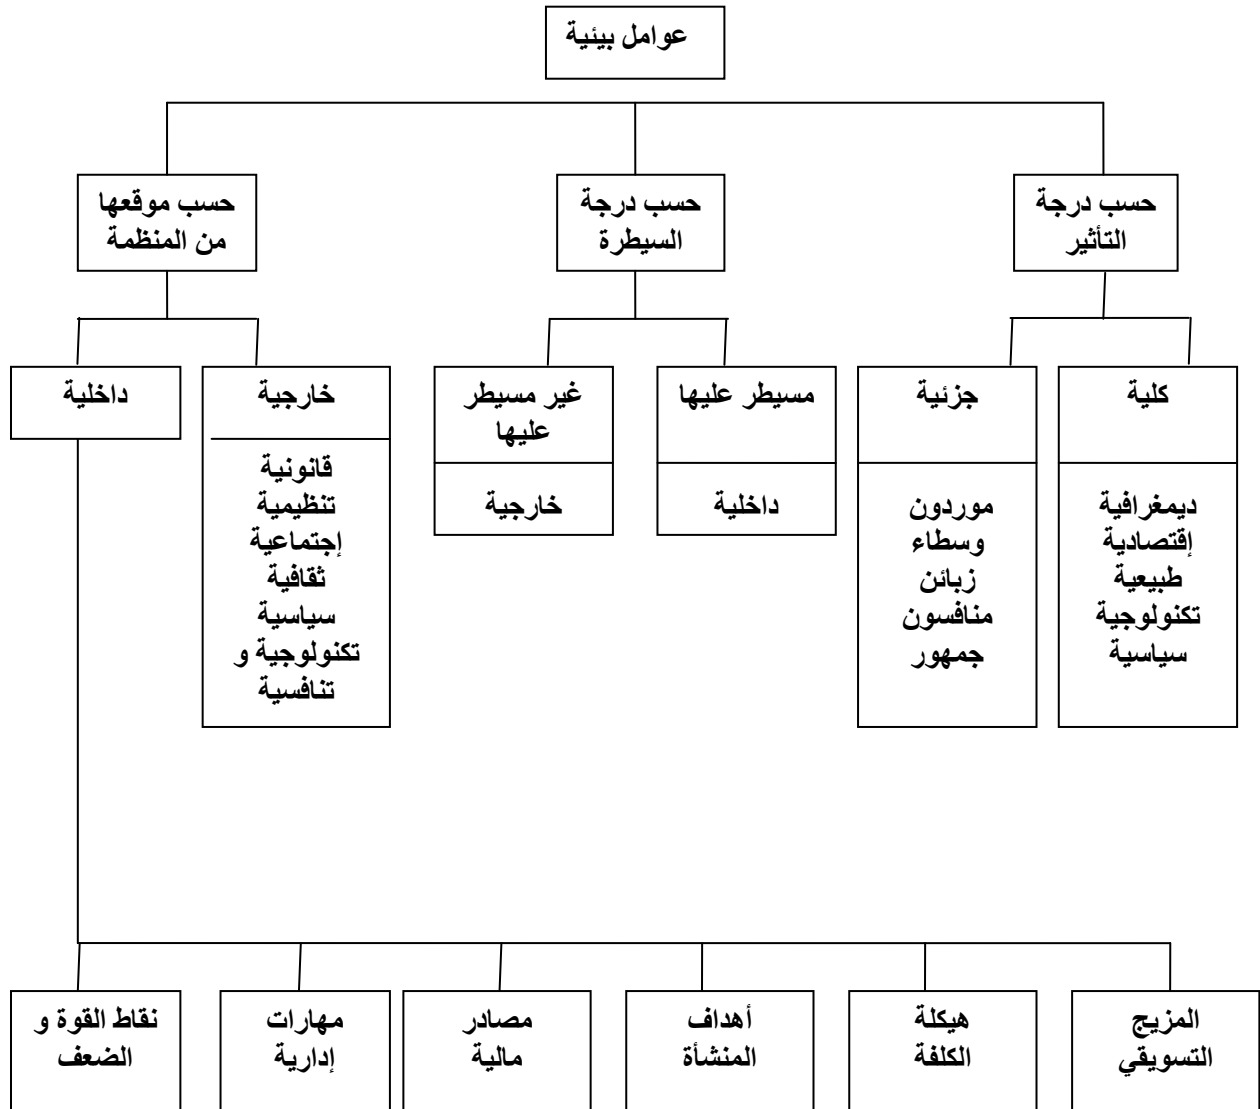 عوامل بيئية
حسب درجة
التأثير
حسب درجة
السيطرة
حسب موقعها
من المنظمة
كلية
ديمغرافية
إقتصادية
طبيعية
تكنولوجية
سياسية
جزئية
موردون
وسطاء
زبائن
منافسون
جمهور
مسيطر عليها
داخلية
غير مسيطر
عليها
خارجية
خارجية
قانونية
تنظيمية
إجتماعية
ثقافية
سياسية
تكنولوجية و
تنافسية
داخلية
المزيج
التسويقي
هيكلة
الكلفة
أهداف
المنشأة
مصادر
مالية
مهارات
إدارية
نقاط القوة و
الضعف